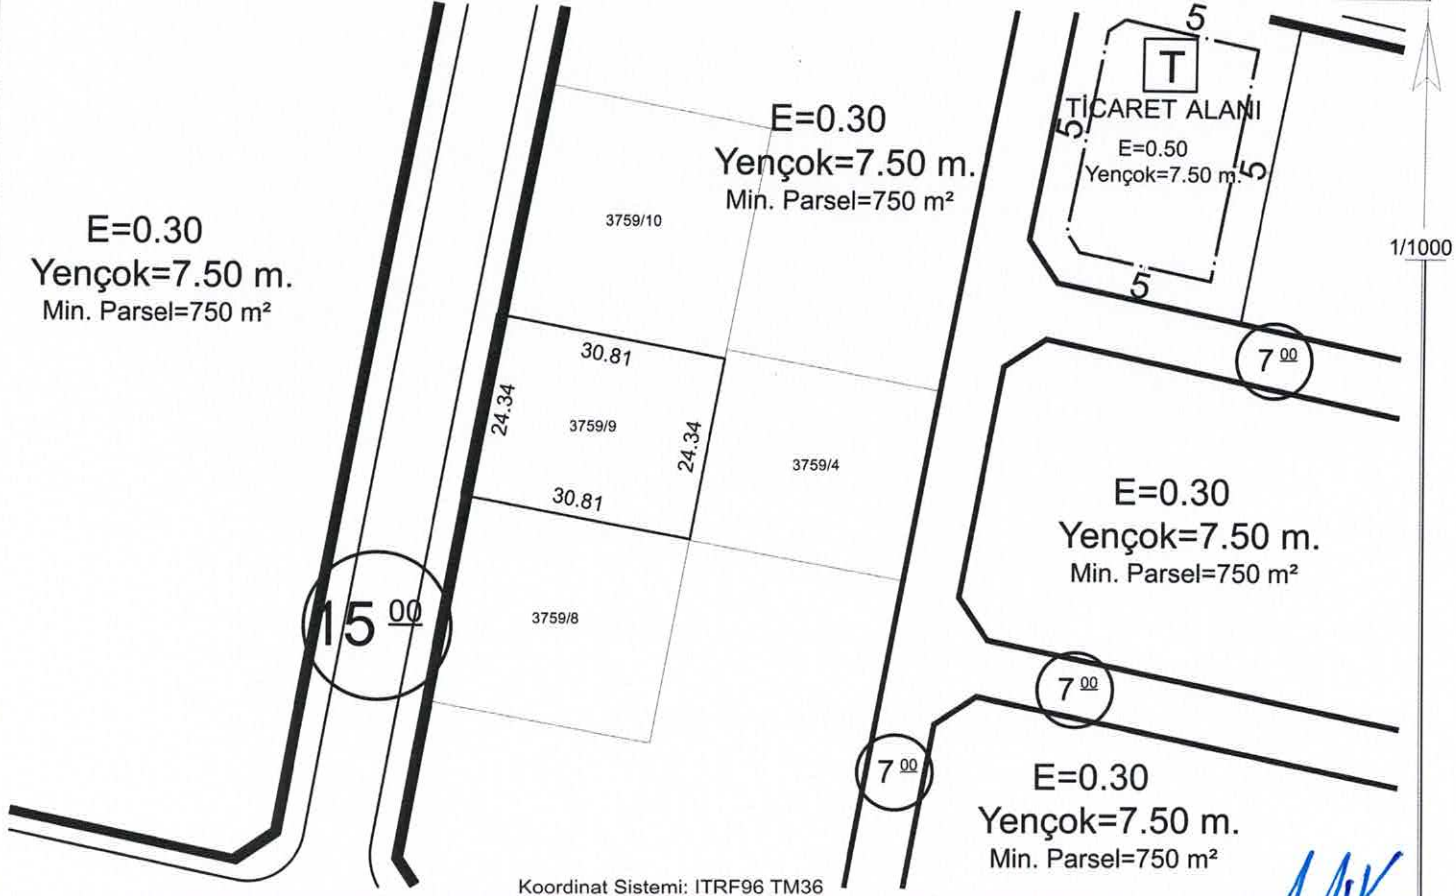 5
T
TİCARET ALANI
5
E=0.50
Yençok=7.50 m.
5
5
E=0.30
Yençok=7.50 m.
Min. Parsel=750 m²
E=0.30
Yençok=7.50 m.
Min. Parsel=750 m²
1/1000
3759/10
30.81
24.34
3759/9
24.34
30.81
3759/4
7 00
E=0.30
Yençok=7.50 m.
Min. Parsel=750 m²
15 00
3759/8
7 00
7 00
E=0.30
Yençok=7.50 m.
Min. Parsel=750 m²
Koordinat Sistemi: ITRF96 TM36